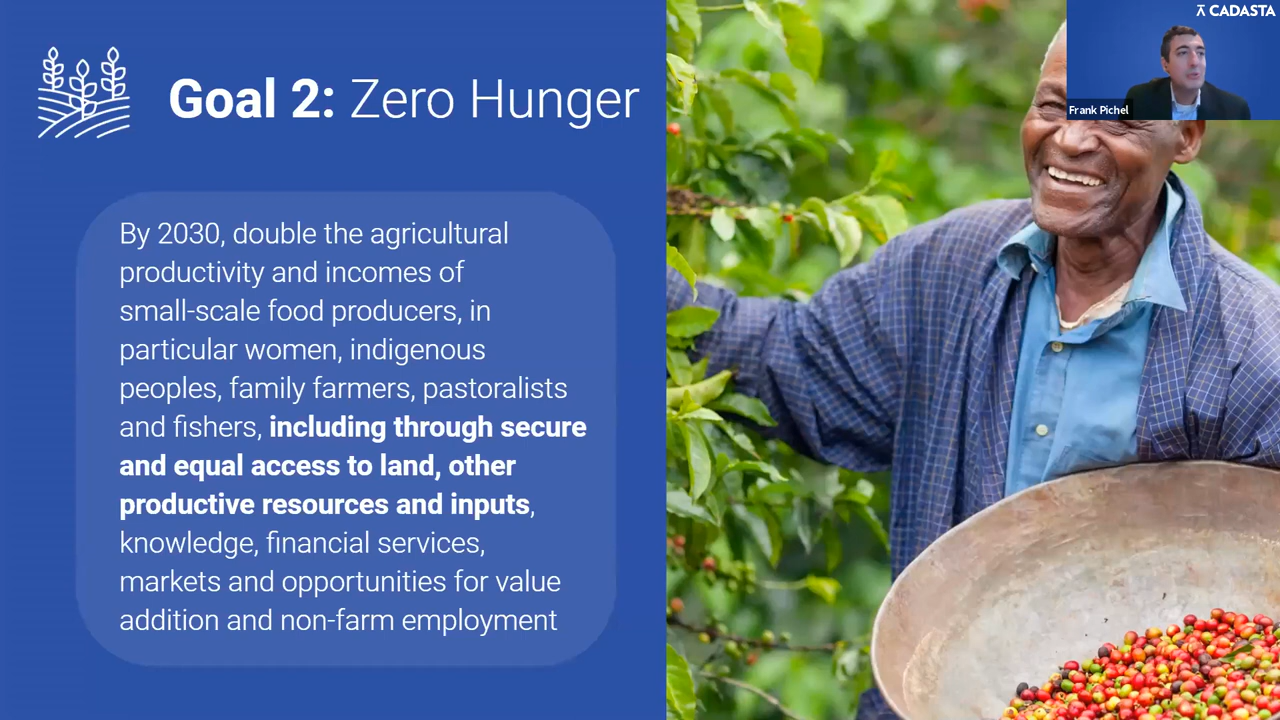 Goal 2: Zero Hunger
By 2030, double the agricultural
productivity and incomes of
small-scale food producers, in
particular women, indigenous
peoples, family farmers, pastoralists
and fishers, including through secure
and equal access to land, other
productive resources and inputs,
knowledge, financial services,
markets and opportunities for value
addition and non-farm employment
CADASTA
Frank Pichel